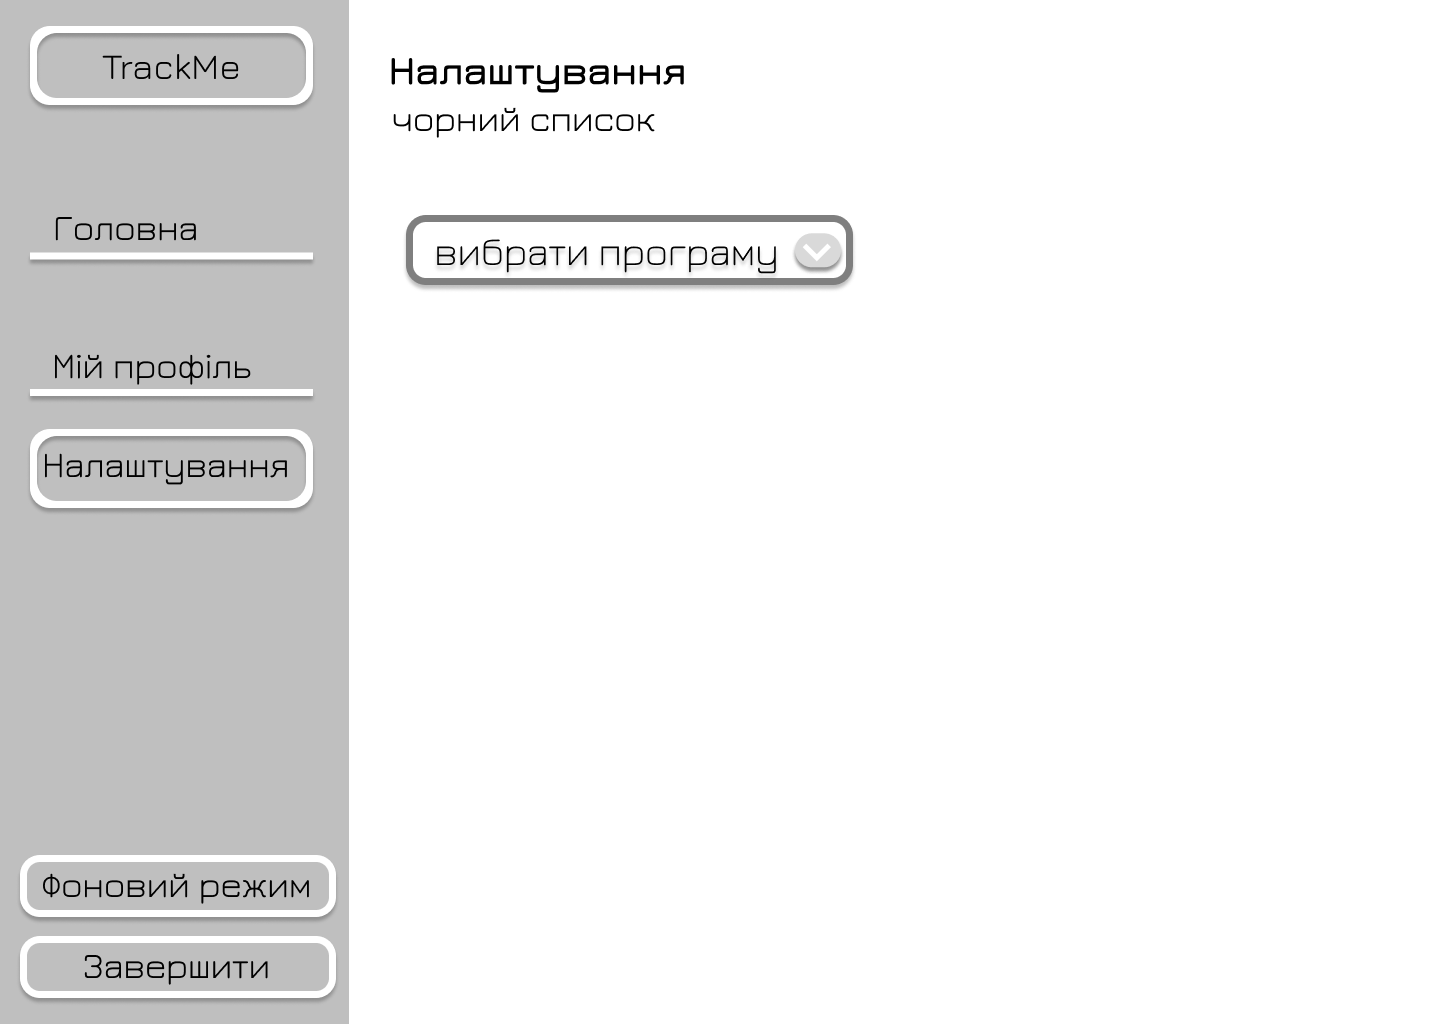 TrackMe
Головна
Мій профіль
Налаштування
Фоновий режим
Завершити
Налаштування
чорний список
вибрати програму